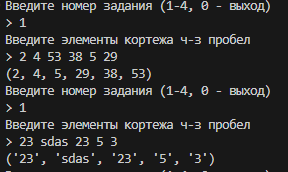 Введите номер задания (1-4, 0 - выход)
> 1
Введите элементы кортежа ч-з пробел
> 2 4 53 38 5 29
(2, 4, 5, 29, 38, 53)
Введите номер задания (1-4, 0 - выход)
> 1
Введите элементы кортежа ч-з пробел
> 23 sdas 23 5 3
('23', 'sdas', '23', '5', '3')